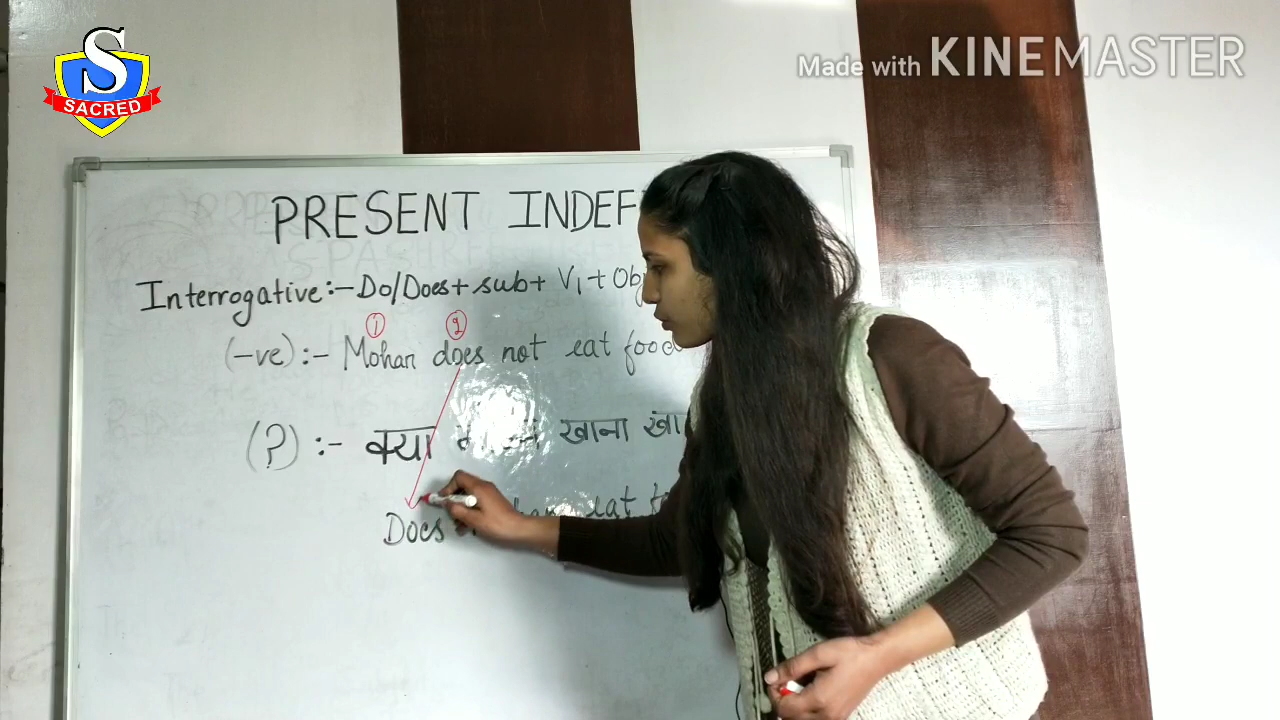 S
SACRED
Made with KINEMASTER
PRESENT INDEF
Interrogative:- Do/Does + sub + V1 + Obj
1 2
(-ve) :- Mohan does not eat food
(?) :- क्या खाना
Does eat